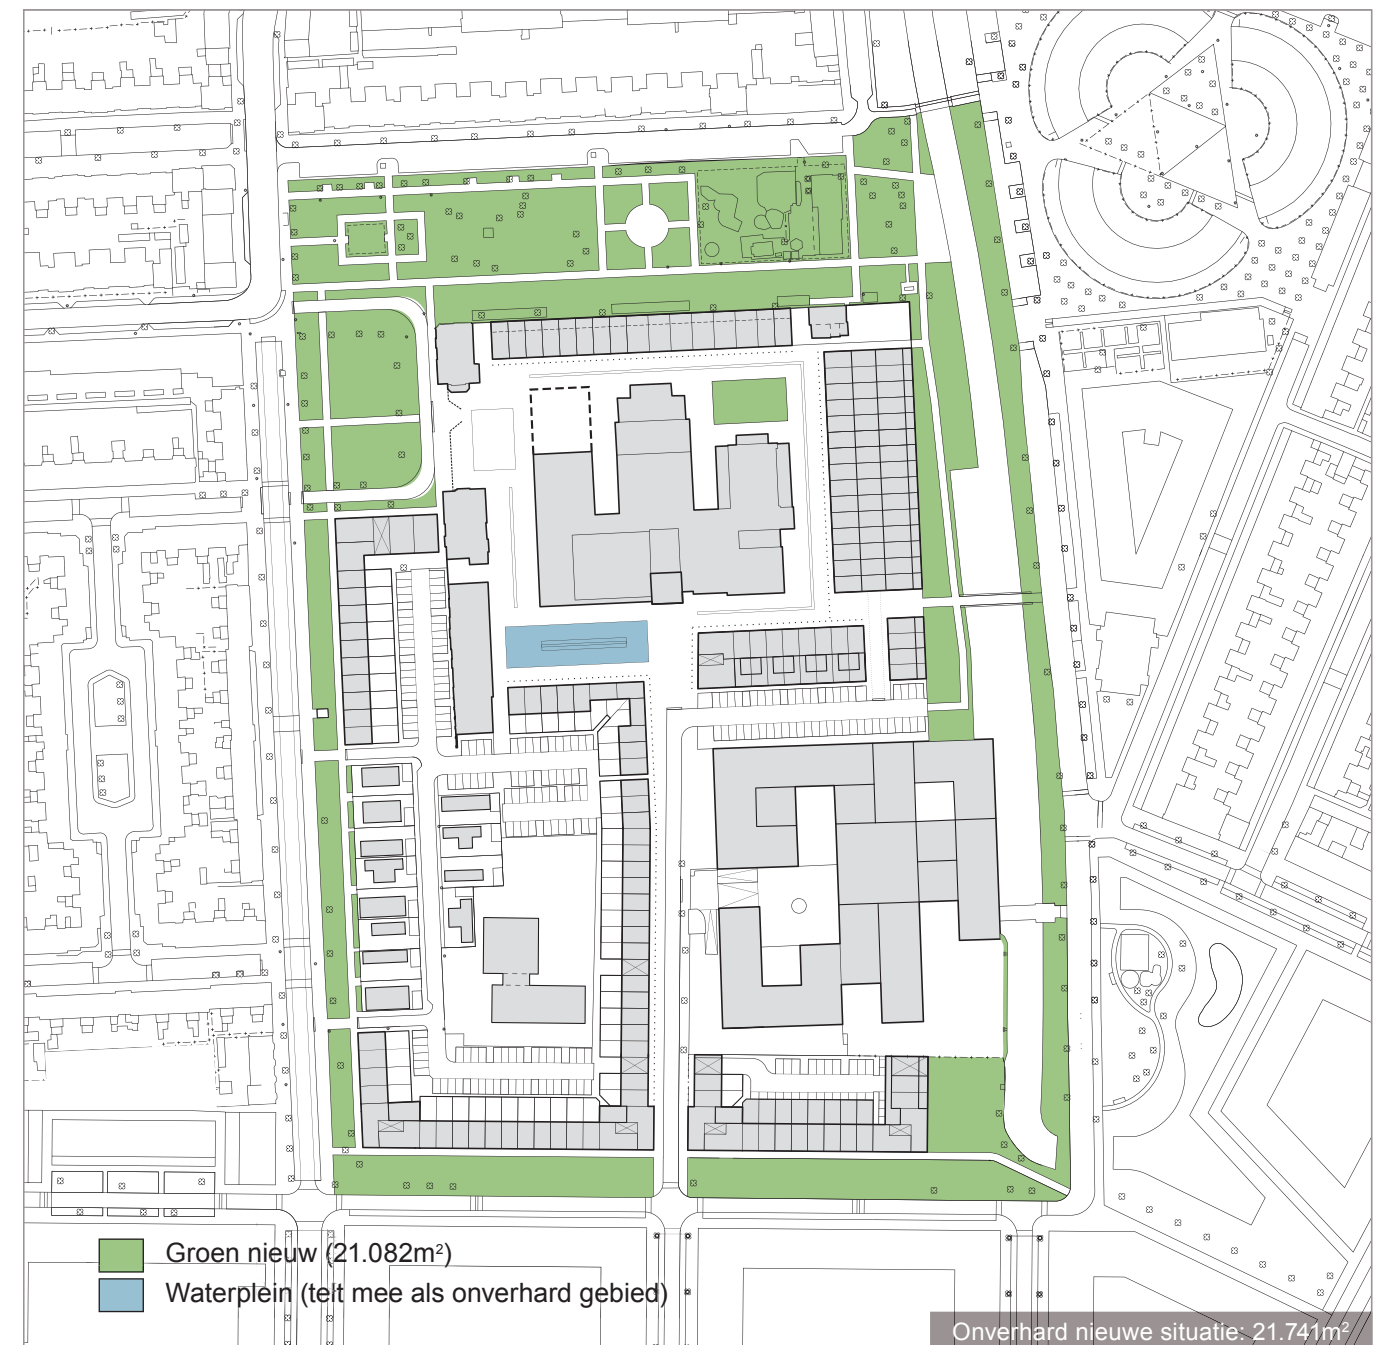 Groen nieuw (21.082m²)
Waterplein (telt mee als onverhard gebied)
Onverhard nieuwe situatie: 21.741m²